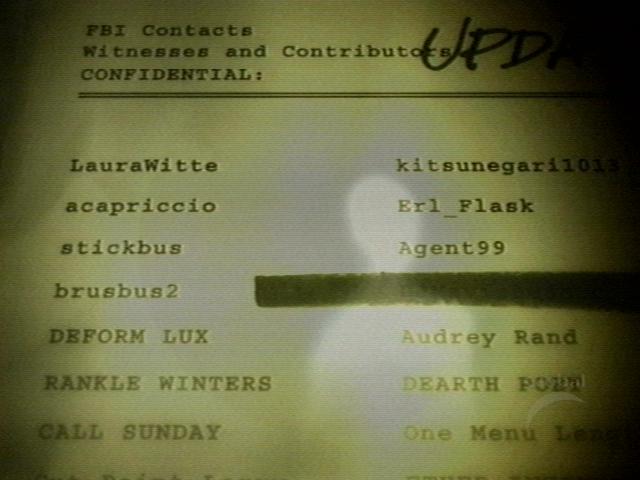 FBI Contacts
Witnesses and Contributors UPDA
CONFIDENTIAL:
LauraWitte kitsunegari1013
acapriccio Erl_Flask
stickbus Agent99
brusbus2
DEFORM LUX Audrey Rand
RANKLE WINTERS DEARTH
CALL SUNDAY One Menu